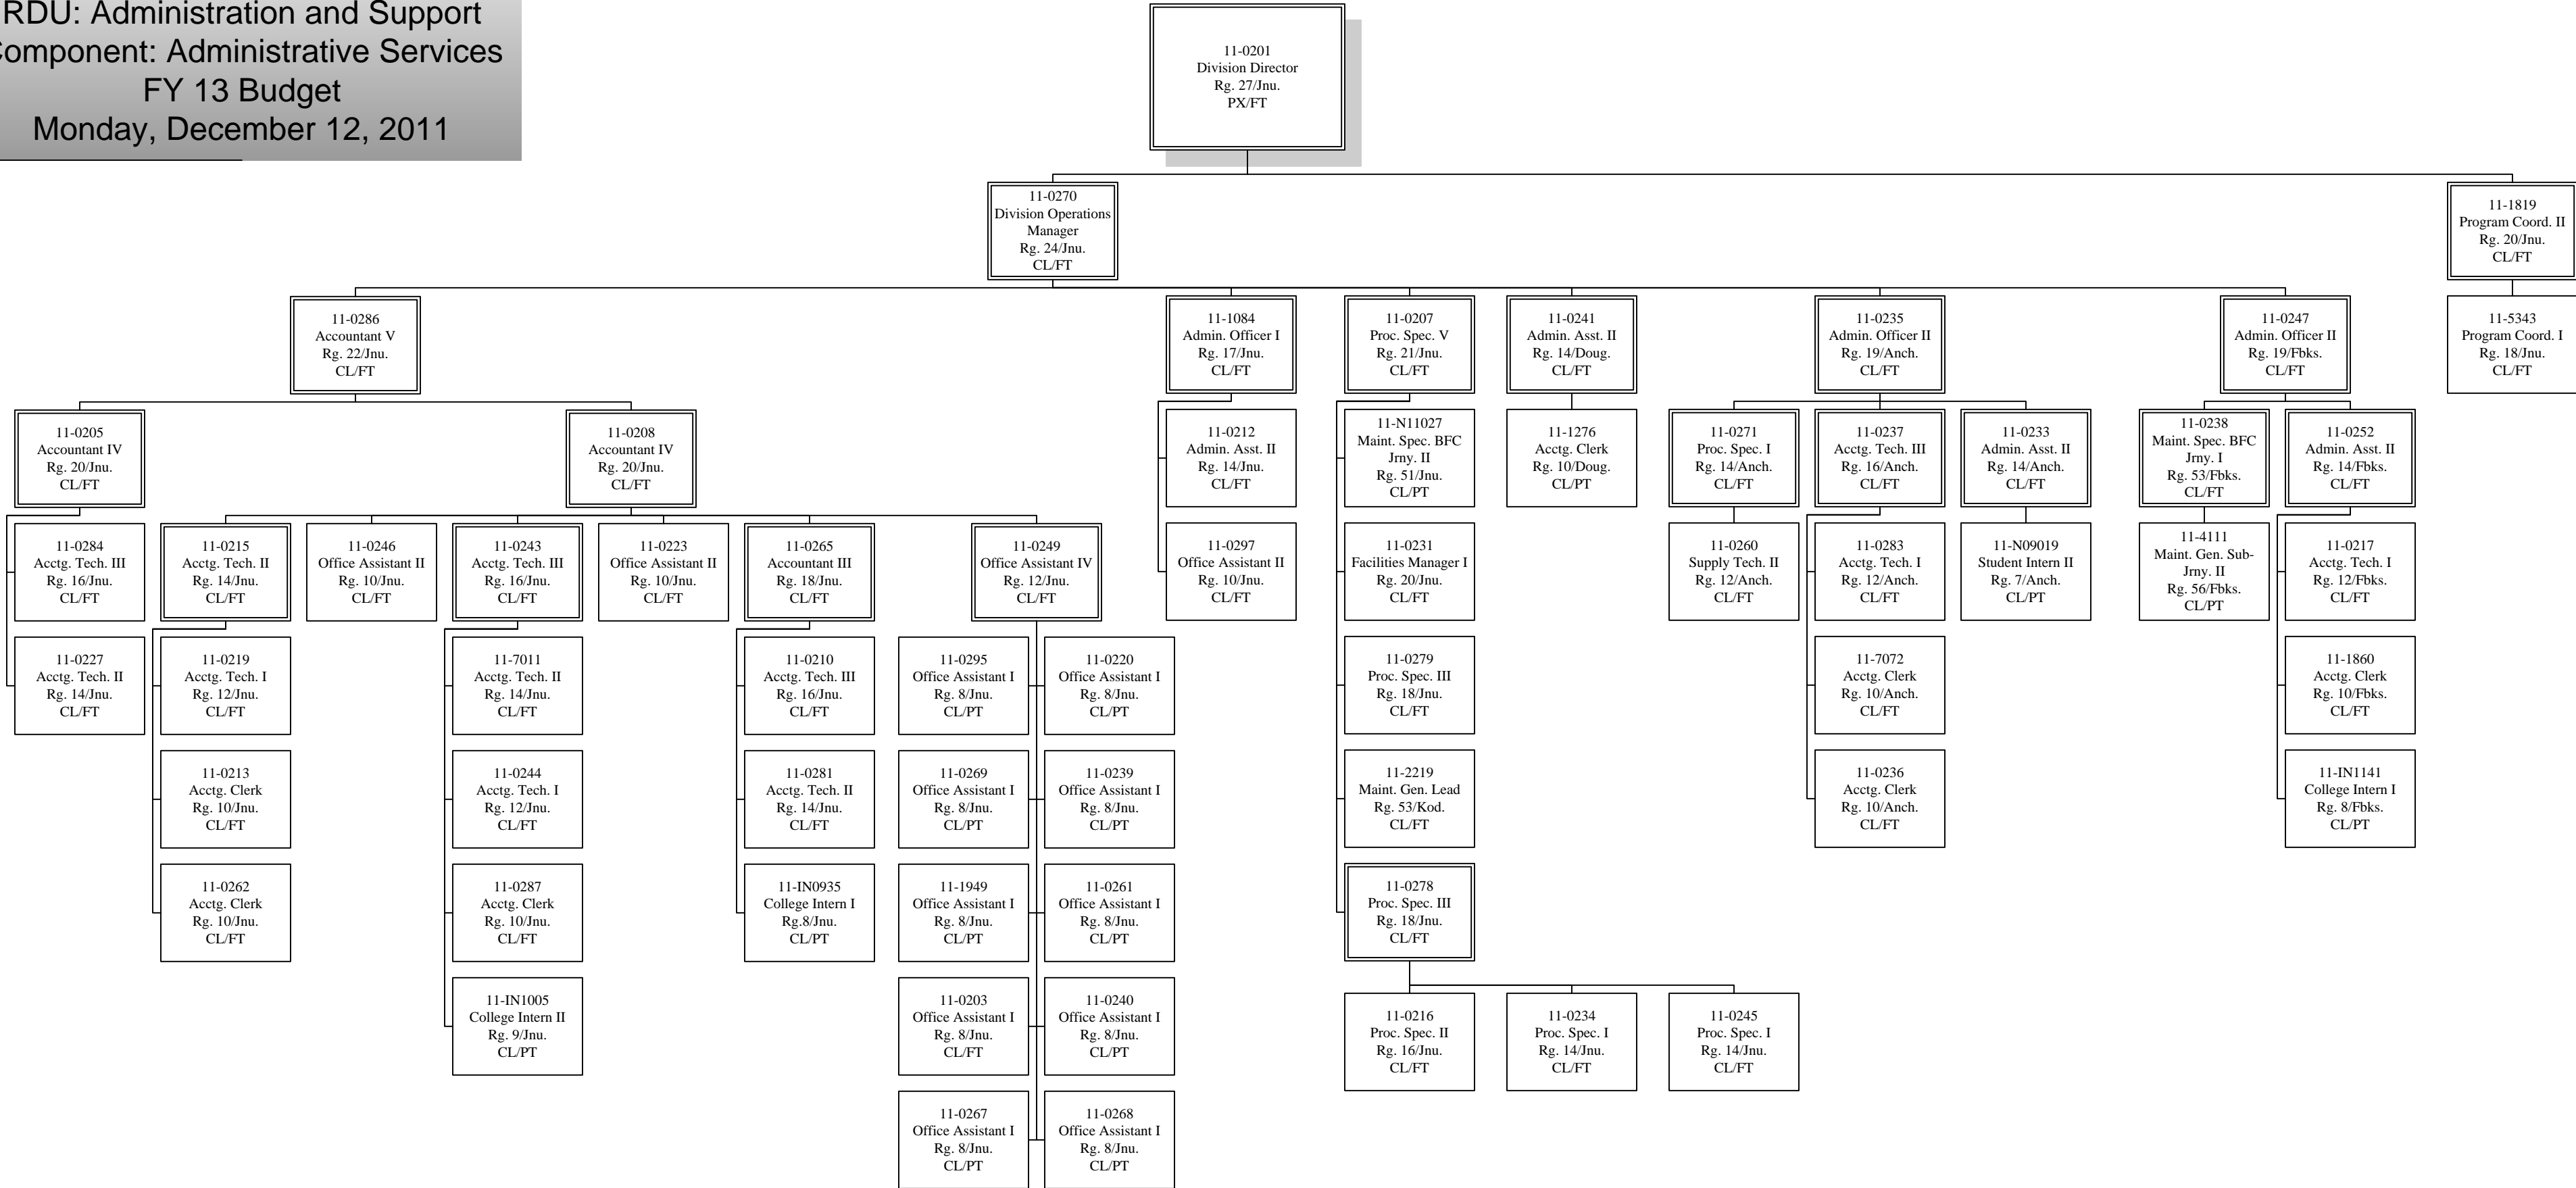 RDU: Administration and Support
Component: Administrative Services
FY 13 Budget
Monday, December 12, 2011
11-0201
Division Director
Rg. 27/Jnu.
PX/FT
11-0270
Division Operations
Manager
Rg. 24/Jnu.
CL/FT
11-1819
Program Coord. II
Rg. 20/Jnu.
CL/FT
11-0286
Accountant V
Rg. 22/Jnu.
CL/FT
11-1084
Admin. Officer I
Rg. 17/Jnu.
CL/FT
11-0207
Proc. Spec. V
Rg. 21/Jnu.
CL/FT
11-0241
Admin. Asst. II
Rg. 14/Doug.
CL/FT
11-0235
Admin. Officer II
Rg. 19/Anch.
CL/FT
11-0247
Admin. Officer II
Rg. 19/Fbks.
CL/FT
11-5343
Program Coord. I
Rg. 18/Jnu.
CL/FT
11-0205
Accountant IV
Rg. 20/Jnu.
CL/FT
11-0208
Accountant IV
Rg. 20/Jnu.
CL/FT
11-0212
Admin. Asst. II
Rg. 14/Jnu.
CL/FT
11-N11027
Maint. Spec. BFC
Jrny. II
Rg. 51/Jnu.
CL/PT
11-1276
Acctg. Clerk
Rg. 10/Doug.
CL/PT
11-0271
Proc. Spec. I
Rg. 14/Anch.
CL/FT
11-0237
Acctg. Tech. III
Rg. 16/Anch.
CL/FT
11-0233
Admin. Asst. II
Rg. 14/Anch.
CL/FT
11-0238
Maint. Spec. BFC
Jrny. I
Rg. 53/Fbks.
CL/FT
11-0252
Admin. Asst. II
Rg. 14/Fbks.
CL/FT
11-0284
Acctg. Tech. III
Rg. 16/Jnu.
CL/FT
11-0215
Acctg. Tech. II
Rg. 14/Jnu.
CL/FT
11-0246
Office Assistant II
Rg. 10/Jnu.
CL/FT
11-0243
Acctg. Tech. III
Rg. 16/Jnu.
CL/FT
11-0223
Office Assistant II
Rg. 10/Jnu.
CL/FT
11-0265
Accountant III
Rg. 18/Jnu.
CL/FT
11-0249
Office Assistant IV
Rg. 12/Jnu.
CL/FT
11-0297
Office Assistant II
Rg. 10/Jnu.
CL/FT
11-0231
Facilities Manager I
Rg. 20/Jnu.
CL/FT
11-0260
Supply Tech. II
Rg. 12/Anch.
CL/FT
11-0283
Acctg. Tech. I
Rg. 12/Anch.
CL/FT
11-N09019
Student Intern II
Rg. 7/Anch.
CL/PT
11-4111
Maint. Gen. Sub-
Jrny. II
Rg. 56/Fbks.
CL/PT
11-0217
Acctg. Tech. I
Rg. 12/Fbks.
CL/FT
11-0227
Acctg. Tech. II
Rg. 14/Jnu.
CL/FT
11-0219
Acctg. Tech. I
Rg. 12/Jnu.
CL/FT
11-7011
Acctg. Tech. II
Rg. 14/Jnu.
CL/FT
11-0210
Acctg. Tech. III
Rg. 16/Jnu.
CL/FT
11-0295
Office Assistant I
Rg. 8/Jnu.
CL/PT
11-0220
Office Assistant I
Rg. 8/Jnu.
CL/PT
11-0279
Proc. Spec. III
Rg. 18/Jnu.
CL/FT
11-7072
Acctg. Clerk
Rg. 10/Anch.
CL/FT
11-1860
Acctg. Clerk
Rg. 10/Fbks.
CL/FT
11-0213
Acctg. Clerk
Rg. 10/Jnu.
CL/FT
11-0244
Acctg. Tech. I
Rg. 12/Jnu.
CL/FT
11-0281
Acctg. Tech. II
Rg. 14/Jnu.
CL/FT
11-0269
Office Assistant I
Rg. 8/Jnu.
CL/PT
11-0239
Office Assistant I
Rg. 8/Jnu.
CL/FT
11-2219
Maint. Gen. Lead
Rg. 53/Kod.
CL/FT
11-0236
Acctg. Clerk
Rg. 10/Anch.
CL/FT
11-IN1141
College Intern I
Rg. 8/Fbks.
CL/PT
11-0262
Acctg. Clerk
Rg. 10/Jnu.
CL/FT
11-0287
Acctg. Clerk
Rg. 10/Jnu.
CL/FT
11-IN0935
College Intern I
Rg.8/Jnu.
CL/PT
11-1949
Office Assistant I
Rg. 8/Jnu.
CL/PT
11-0261
Office Assistant I
Rg. 8/Jnu.
CL/PT
11-0278
Proc. Spec. III
Rg. 18/Jnu.
CL/FT
11-IN1005
College Intern II
Rg. 9/Jnu.
CL/PT
11-0203
Office Assistant I
Rg. 8/Jnu.
CL/FT
11-0240
Office Assistant I
Rg. 8/Jnu.
CL/PT
11-0216
Proc. Spec. II
Rg. 16/Jnu.
CL/FT
11-0234
Proc. Spec. I
Rg. 14/Jnu.
CL/FT
11-0245
Proc. Spec. I
Rg. 14/Jnu.
CL/FT
11-0267
Office Assistant I
Rg. 8/Jnu.
CL/PT
11-0268
Office Assistant I
Rg. 8/Jnu.
CL/PT